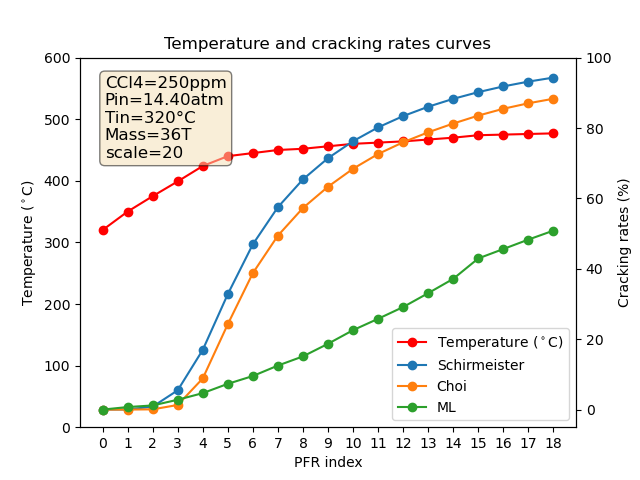 Temperature and cracking rates curves
CCl4=250ppm
Pin=14.40atm
Tin=320°C
Mass=36T
scale=20
600
500
400
300
200
100
0
Temperature (°C)
100
80
60
40
20
0
Cracking rates (%)
Temperature (°C)
Schirmeister
Choi
ML
0 1 2 3 4 5 6 7 8 9 10 11 12 13 14 15 16 17 18
PFR index